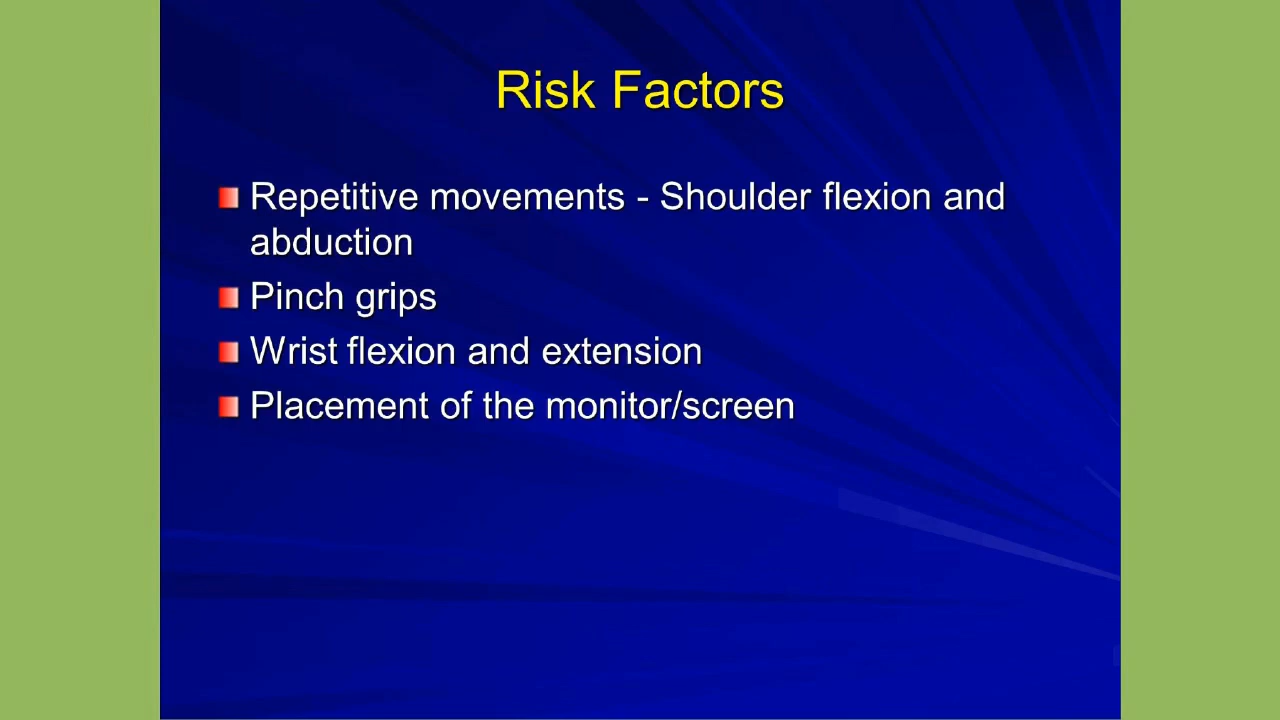 Risk Factors
Repetitive movements - Shoulder flexion and
abduction
Pinch grips
Wrist flexion and extension
Placement of the monitor/screen